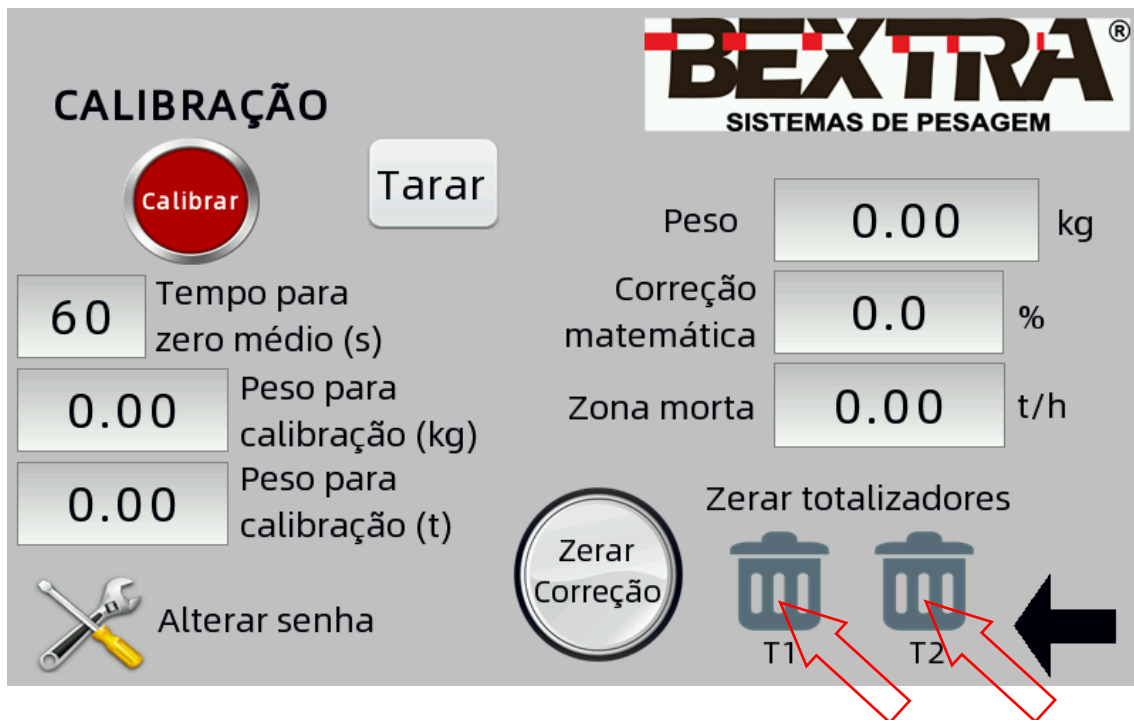 BEXTRA®
SISTEMAS DE PESAGEM
CALIBRAÇÃO
Calibrar
Tarar
60
Tempo para
zero médio (s)
0.00
Peso para
calibração (kg)
0.00
Peso para
calibração (t)
Alterar senha
Peso
0.00
kg
Correção
matemática
0.0
%
Zona morta
0.00
t/h
Zerar
Correção
Zerar totalizadores
T1
T2